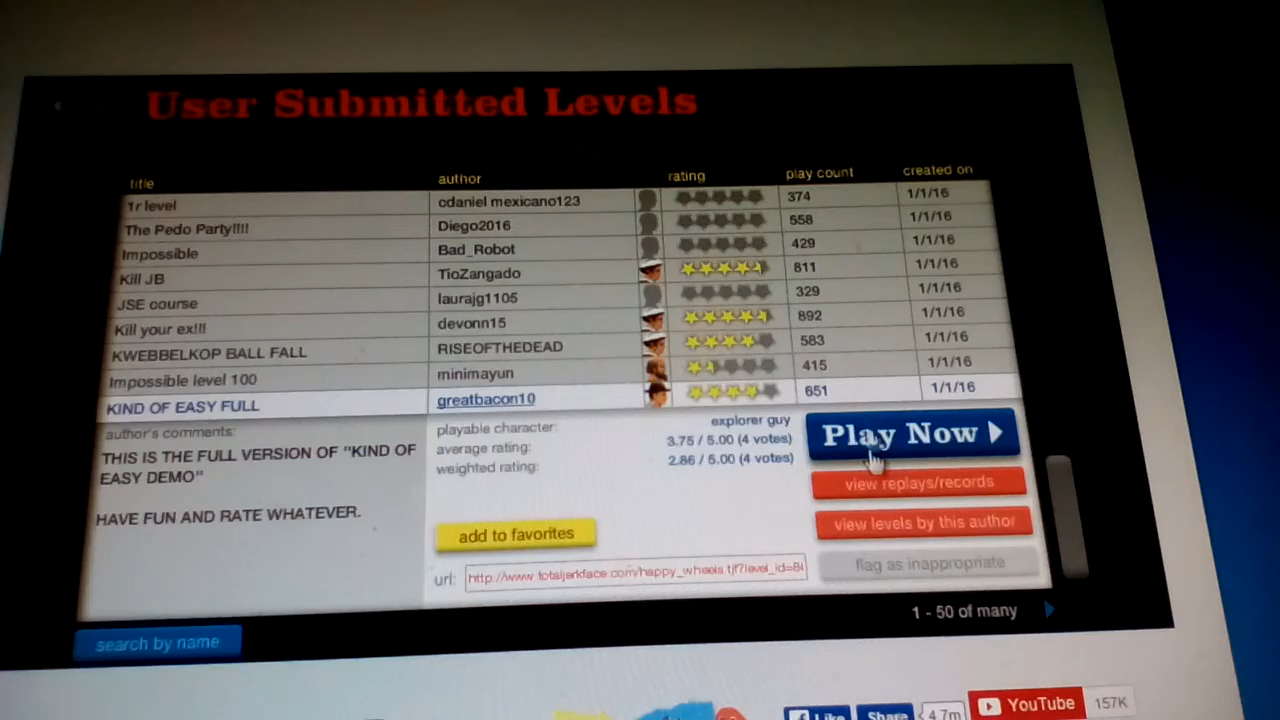 User Submitted Levels
title author rating play count created on
1r level cdaniel mexicano123 374 1/1/16
The Pedo Party!!!! Diego2016 558 1/1/16
Impossible Bad_Robot 429 1/1/16
Kill JB TioZangado 811 1/1/16
JSE course laurajg1105 329 1/1/16
Kill your ex!!! devonn15 892 1/1/16
KWEBBELKOP BALL FALL RISEOFTHEDEAD 583 1/1/16
Impossible level 100 minimayun 415 1/1/16
KIND OF EASY FULL greatbacon10 651 1/1/16
author's comments:
THIS IS THE FULL VERSION OF "KIND OF
EASY DEMO"
HAVE FUN AND RATE WHATEVER.
playable character: explorer guy
average rating: 3.75 / 5.00 (4 votes)
weighted rating: 2.86 / 5.00 (4 votes)
add to favorites
url: http://www.totaljerkface.com/happy_wheels.tjf?level_id=8
Play Now
view replays/records
view levels by this author
flag as inappropriate
1 - 50 of many
search by name
Like Share 4.7m YouTube 157K